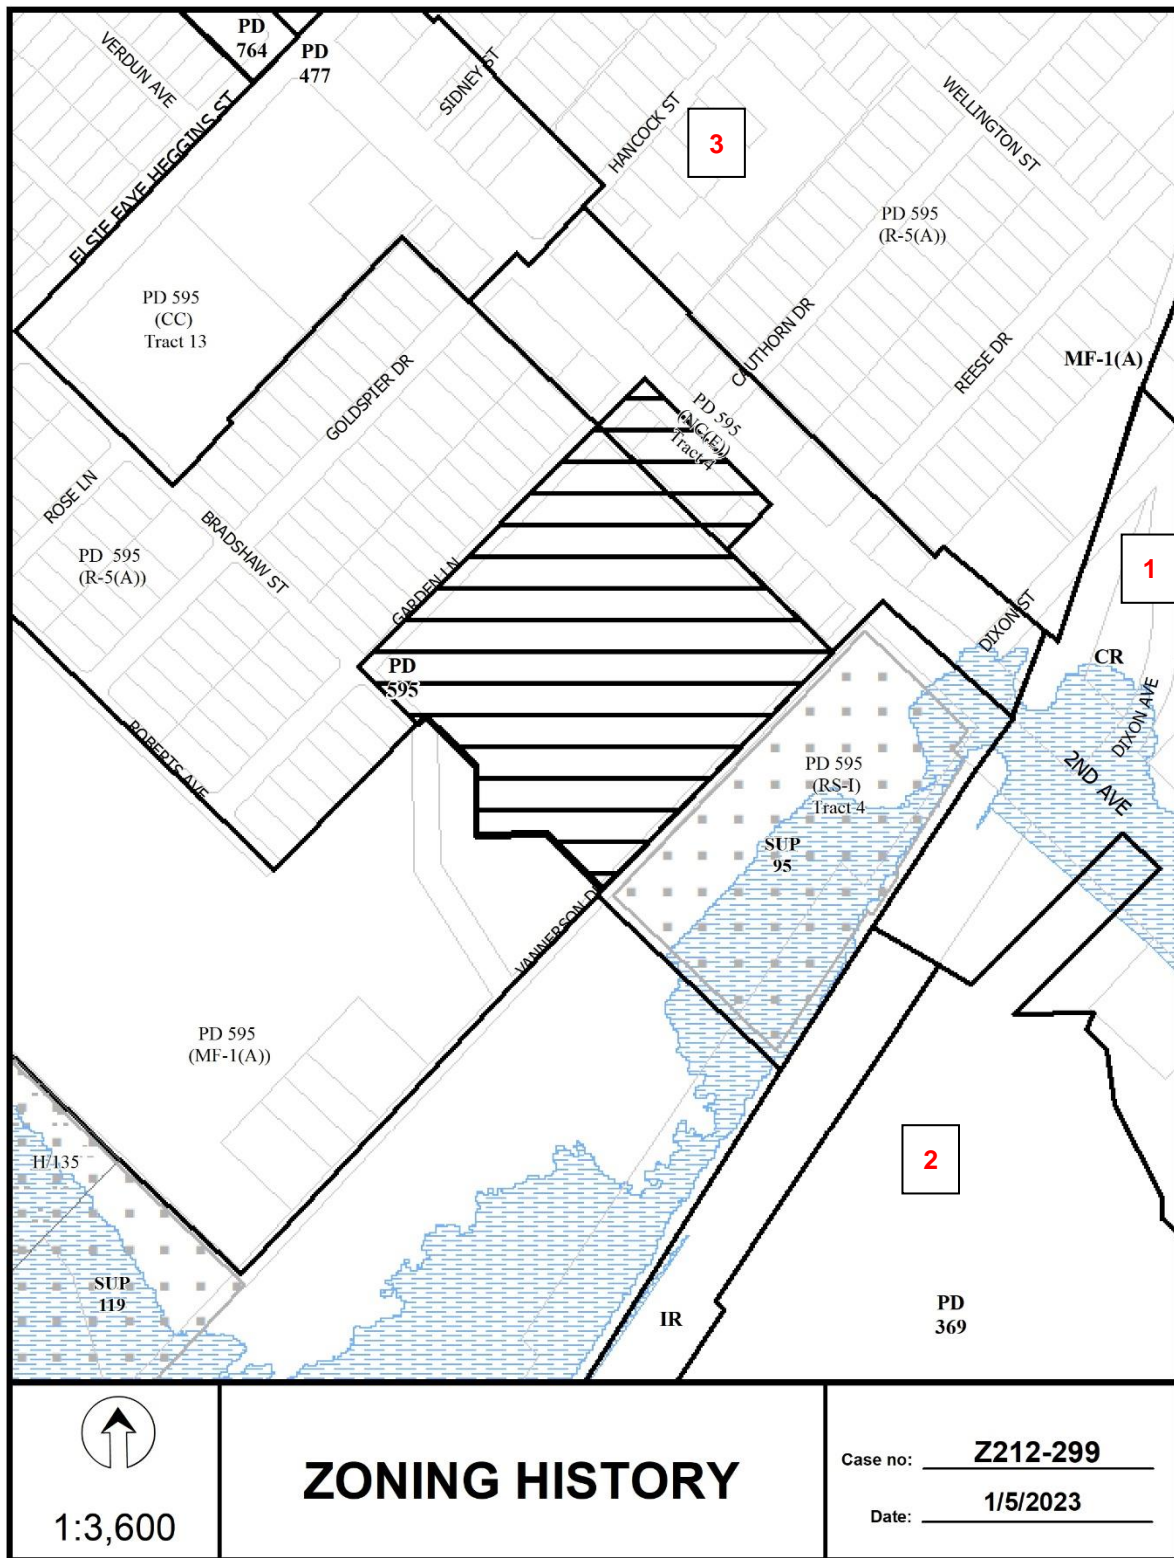 PD
764
PD
477
VERDUN AVE
SIDNEY ST
ELSIE FAYE HEGGINS ST
HANCOCK ST
3
WELLINGTON ST
PD 595
(R-5(A))
PD 595
(CC)
Tract 13
GOLDSPIER DR
CAUTHORN DR
REESE DR
MF-1(A)
PD 595
(NC(E))
Tract 4
ROSE LN
BRADSHAW ST
PD 595
(R-5(A))
GARDEN LN
1
DIXON ST
CR
PD
595
DIXON AVE
2ND AVE
ROBERTS AVE
PD 595
(RS-I)
Tract 4
SUP
95
VANNERSON DR
PD 595
(MF-1(A))
H/135
2
SUP
119
IR
PD
369
1:3,600
ZONING HISTORY
Case no: Z212-299
Date: 1/5/2023